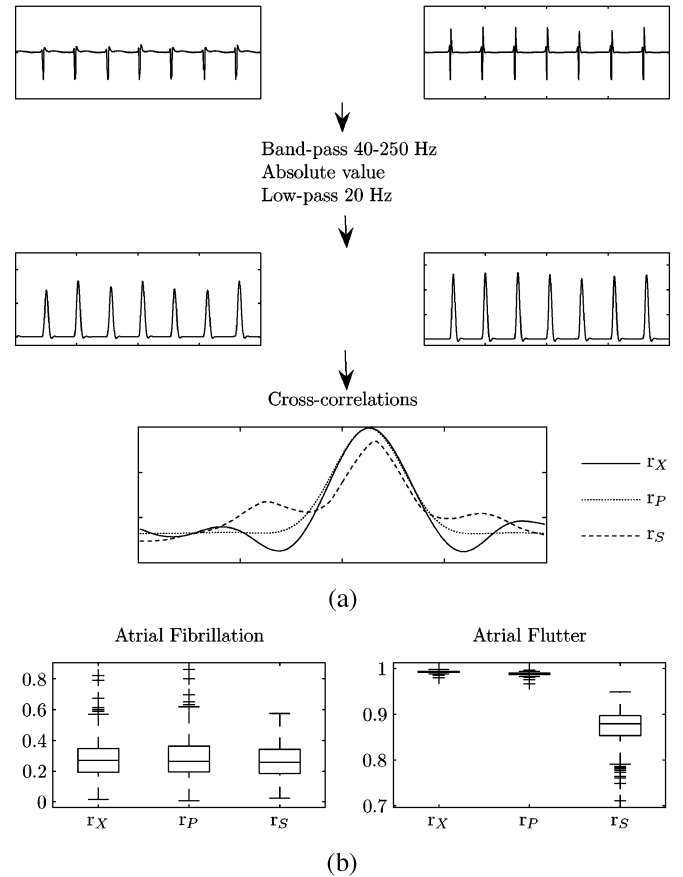 Band-pass 40-250 Hz
Absolute value
Low-pass 20 Hz
Cross-correlations
r_X
r_P
r_S
(a)
Atrial Fibrillation
0.8
0.6
0.4
0.2
0
r_X r_P r_S
Atrial Flutter
1
0.9
0.8
0.7
r_X r_P r_S
(b)